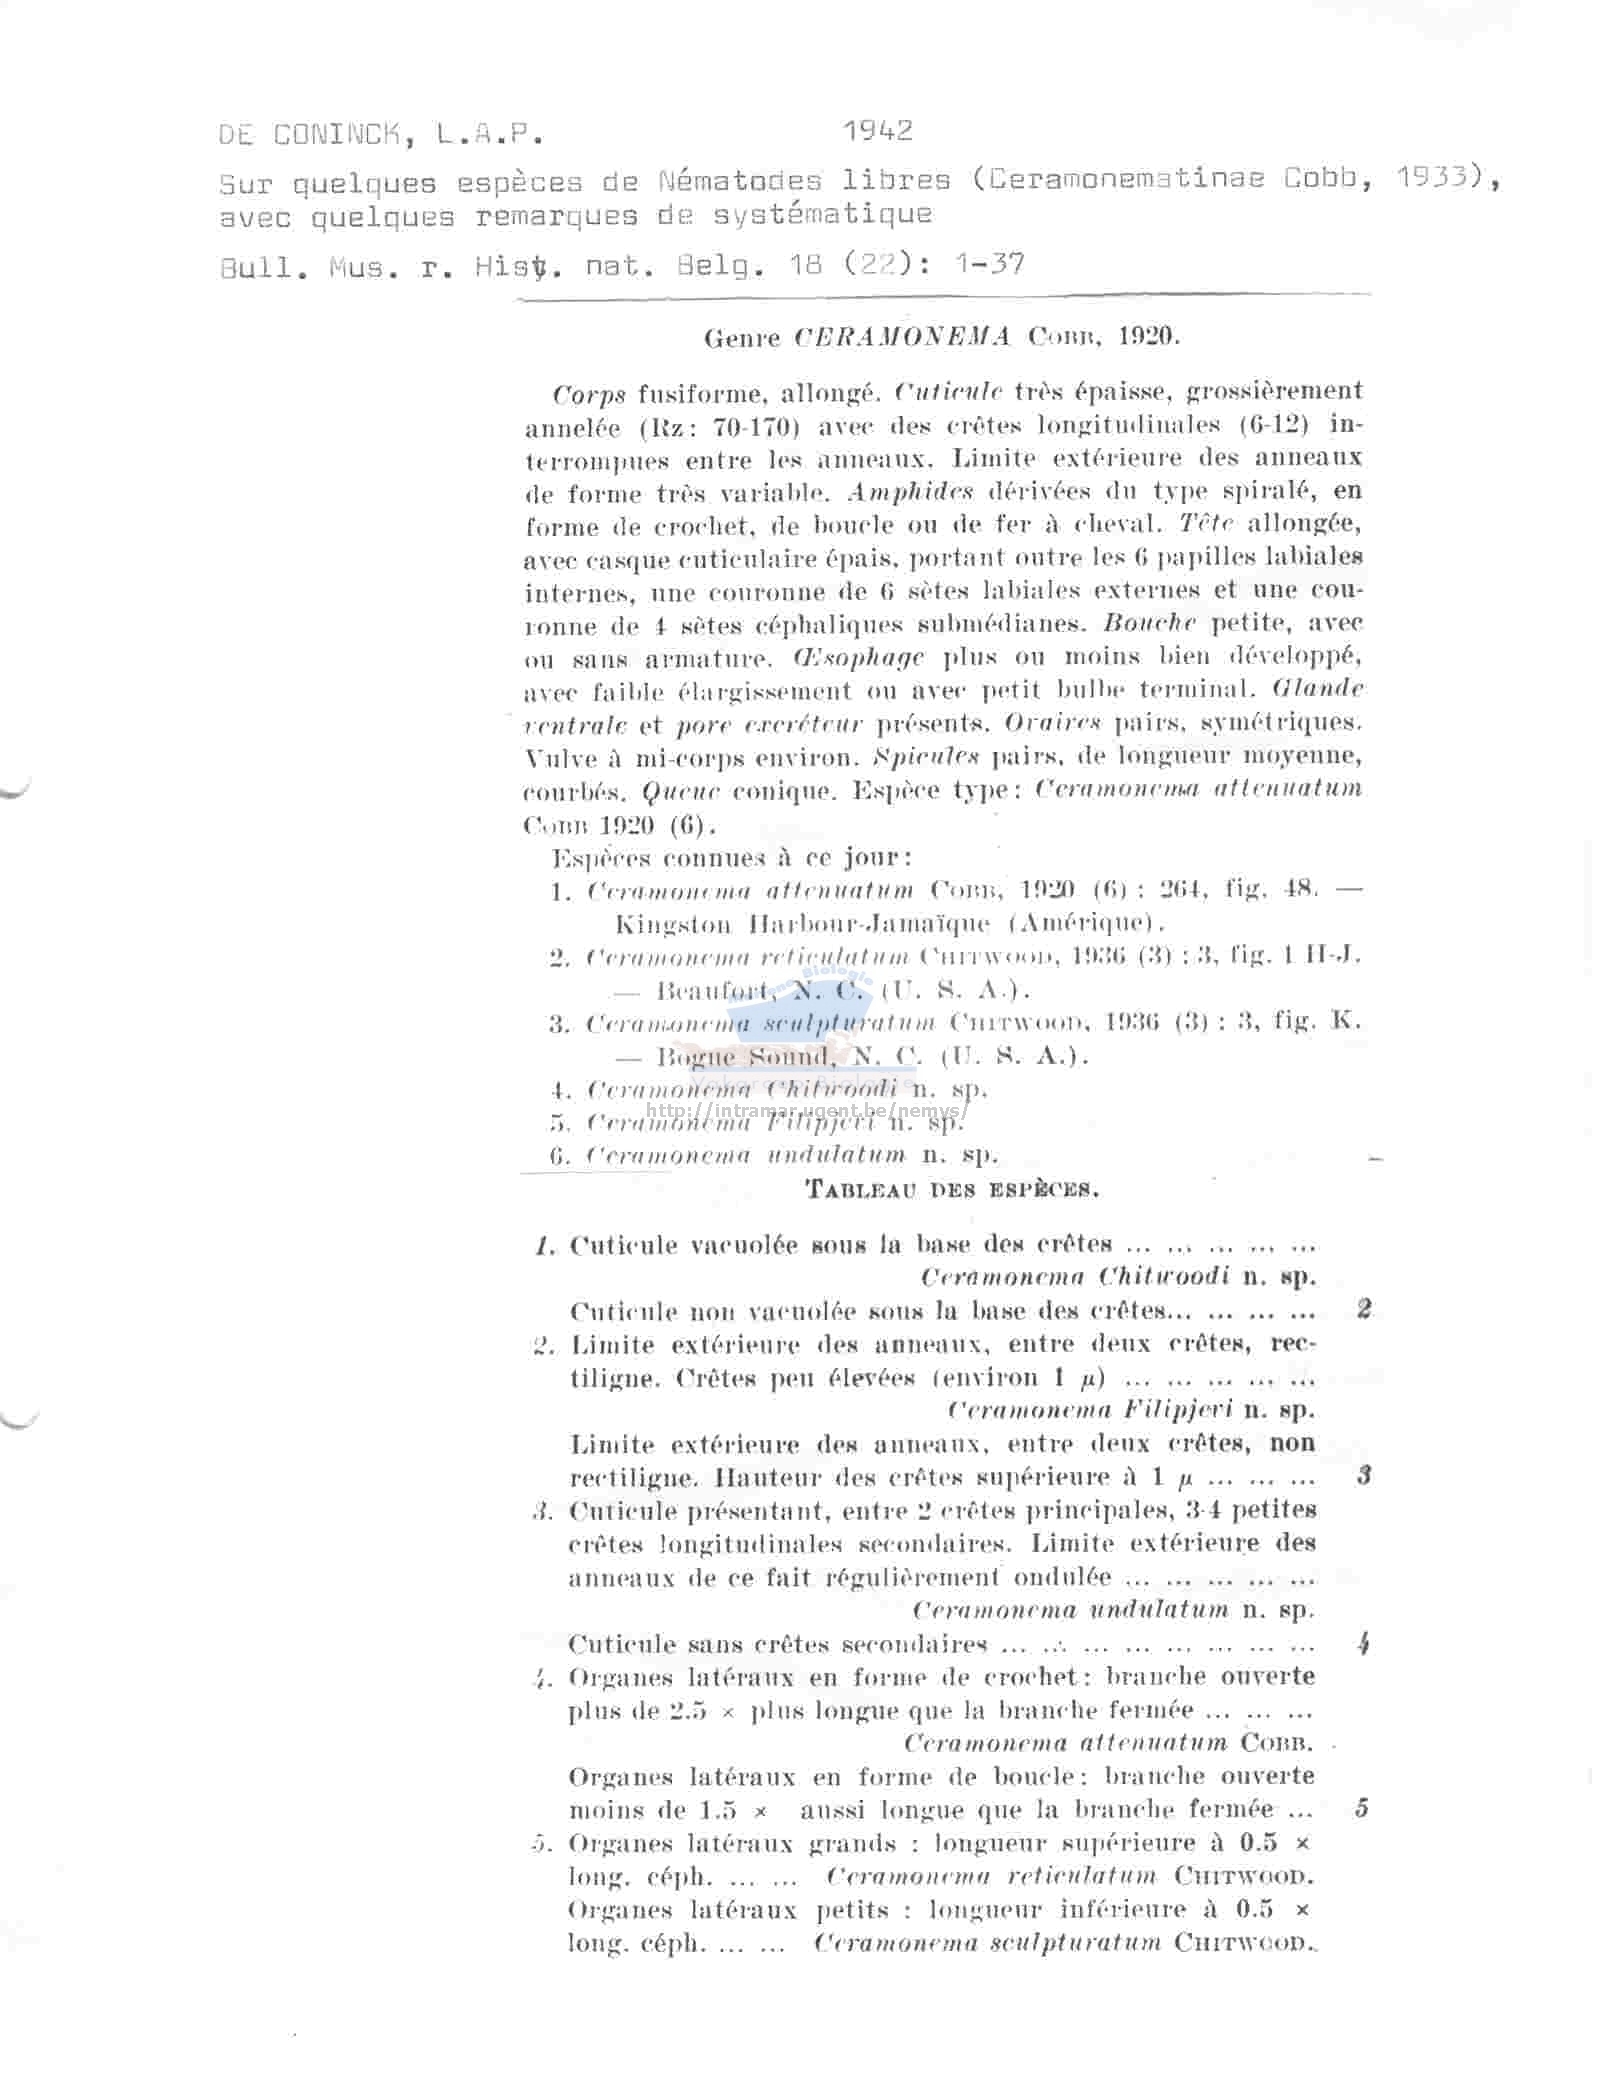 DE CONINCK, L.A.P. 1942
Sur quelques espèces de Nématodes libres (Ceramonematinae Cobb, 1933),
avec quelques remarques de systématique
Bull. Mus. r. Hist. nat. Belg. 18 (22): 1-37
Genre CERAMONEMA COBB, 1920.
Corps fusiforme, allongé. Cuticule très épaisse, grossièrement
annelée (Rz: 70-170) avec des crêtes longitudinales (6-12) in-
terrompues entre les anneaux. Limite extérieure des anneaux
de forme très variable. Amphides dérivées du type spiralé, en
forme de crochet, de boucle ou de fer à cheval. Tête allongée,
avec casque cuticulaire épais, portant outre les 6 papilles labiales
internes, une couronne de 6 sètes labiales externes et une cou-
ronne de 4 sètes céphaliques submédianes. Bouche petite, avec
ou sans armature. Œsophage plus ou moins bien développé,
avec faible élargissement ou avec petit bulbe terminal. Glande
ventrale et pore excréteur présents. Oraires pairs, symétriques.
Vulve à mi-corps environ. Spicules pairs, de longueur moyenne,
courbés. Queue conique. Espèce type: Ceramonema attenuatum
COBB 1920 (6).
Espèces connues à ce jour:
1. Ceramonema attenuatum COBB, 1920 (6) : 264, fig. 48. —
Kingston Harbour-Jamaïque (Amérique).
2. Ceramonema reticulatum CHITWOOD, 1936 (3) : 3, fig. 1 H-J.
— Beaufort, N. C. (U. S. A.).
3. Ceramonema sculpturatum CHITWOOD, 1936 (3) : 3, fig. K.
— Bogue Sound, N. C. (U. S. A.).
4. Ceramonema Chitwoodi n. sp.
http://intramar.ugent.be/nemys/
5. Ceramonema Filipjevi n. sp.
6. Ceramonema undulatum n. sp.
TABLEAU DES ESPÈCES.
1. Cuticule vacuolée sous la base des crêtes ... ... ... ... ...
Ceramonema Chitwoodi n. sp.
Cuticule non vacuolée sous la base des crêtes... ... ... ... 2
2. Limite extérieure des anneaux, entre deux crêtes, rec-
tiligne. Crêtes peu élevées (environ 1 µ) ... ... ... ... ...
Ceramonema Filipjevi n. sp.
Limite extérieure des anneaux, entre deux crêtes, non
rectiligne. Hauteur des crêtes supérieure à 1 µ ... ... ... 3
3. Cuticule présentant, entre 2 crêtes principales, 3-4 petites
crêtes longitudinales secondaires. Limite extérieure des
anneaux de ce fait régulièrement ondulée ... ... ... ... ...
Ceramonema undulatum n. sp.
Cuticule sans crêtes secondaires ... ... ... ... ... ... ... ... 4
4. Organes latéraux en forme de crochet: branche ouverte
plus de 2.5 × plus longue que la branche fermée ... ... ...
Ceramonema attenuatum COBB.
Organes latéraux en forme de boucle: branche ouverte
moins de 1.5 × aussi longue que la branche fermée ... 5
5. Organes latéraux grands : longueur supérieure à 0.5 ×
long. céph. ... ... Ceramonema reticulatum CHITWOOD.
Organes latéraux petits : longueur inférieure à 0.5 ×
long. céph. ... ... Ceramonema sculpturatum CHITWOOD.